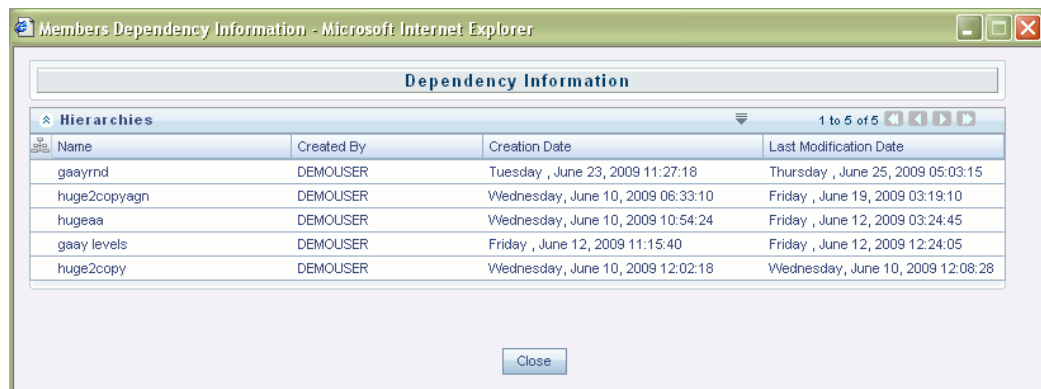 Members Dependency Information - Microsoft Internet Explorer
Dependency Information
Hierarchies 1 to 5 of 5
Name Created By Creation Date Last Modification Date
gaayrnd DEMOUSER Tuesday , June 23, 2009 11:27:18 Thursday , June 25, 2009 05:03:15
huge2copyagn DEMOUSER Wednesday, June 10, 2009 06:33:10 Friday , June 19, 2009 03:19:10
hugeaa DEMOUSER Wednesday, June 10, 2009 10:54:24 Friday , June 12, 2009 03:24:45
gaay levels DEMOUSER Friday , June 12, 2009 11:15:40 Friday , June 12, 2009 12:24:05
huge2copy DEMOUSER Wednesday, June 10, 2009 12:02:18 Wednesday, June 10, 2009 12:08:28
Close